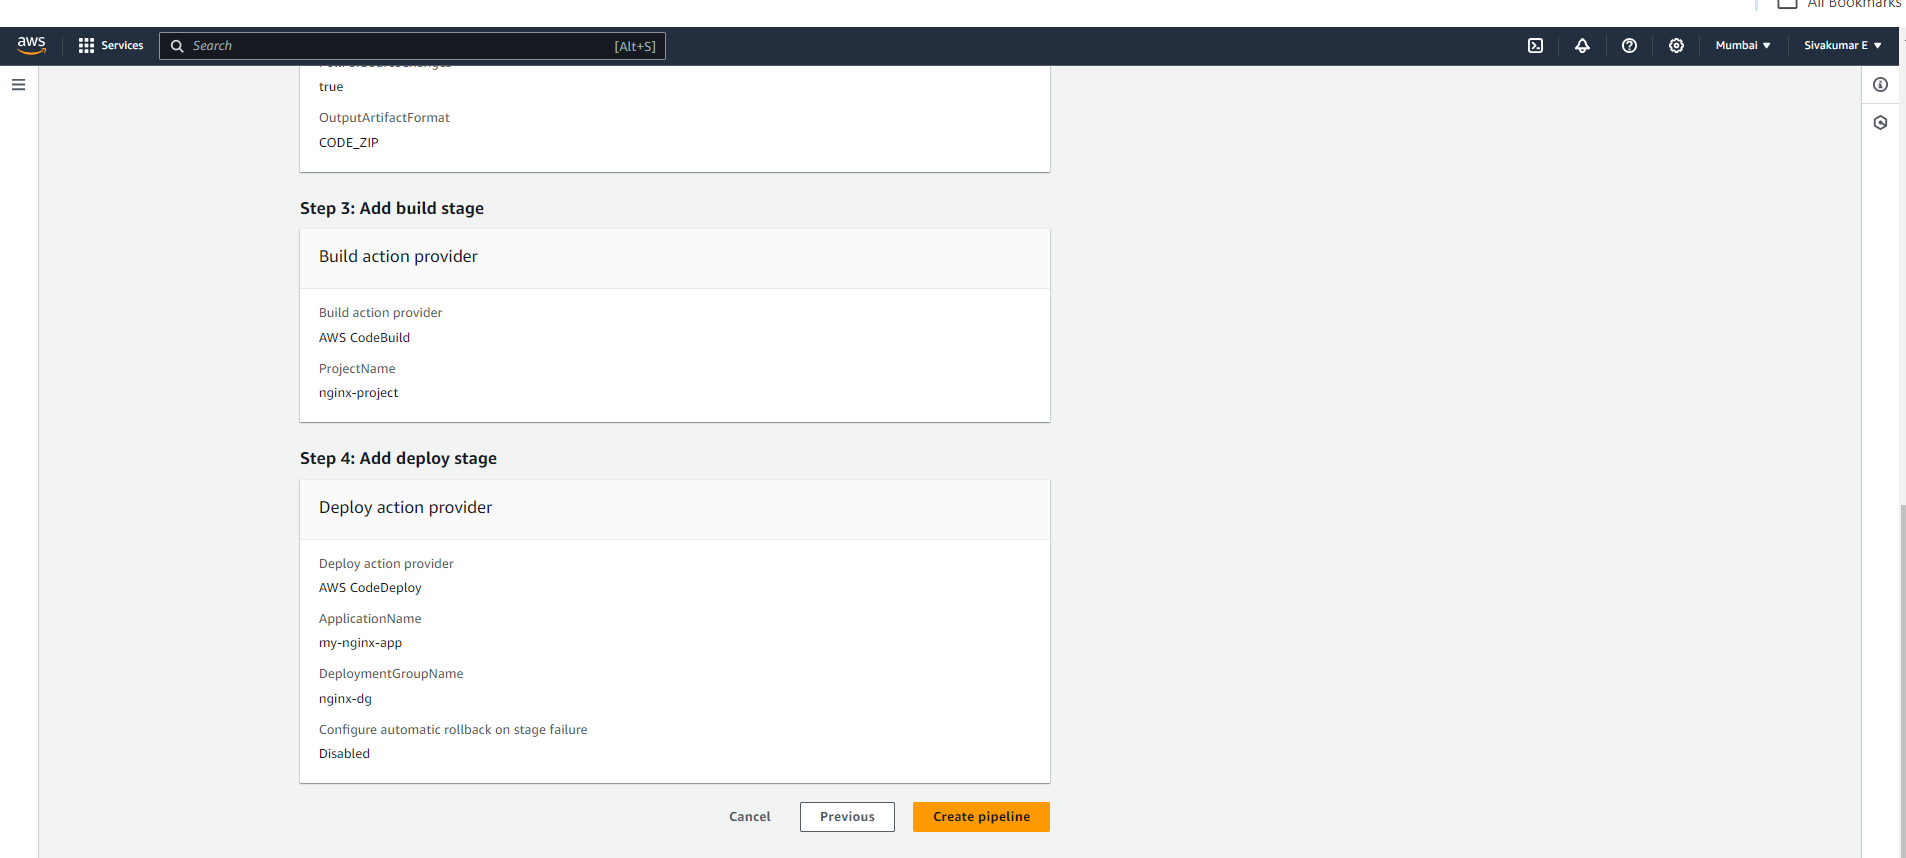 All Bookmarks
aws
Services
Search
[Alt+S]
Mumbai
Sivakumar E
true
OutputArtifactFormat
CODE_ZIP
Step 3: Add build stage
Build action provider
Build action provider
AWS CodeBuild
ProjectName
nginx-project
Step 4: Add deploy stage
Deploy action provider
Deploy action provider
AWS CodeDeploy
ApplicationName
my-nginx-app
DeploymentGroupName
nginx-dg
Configure automatic rollback on stage failure
Disabled
Cancel
Previous
Create pipeline